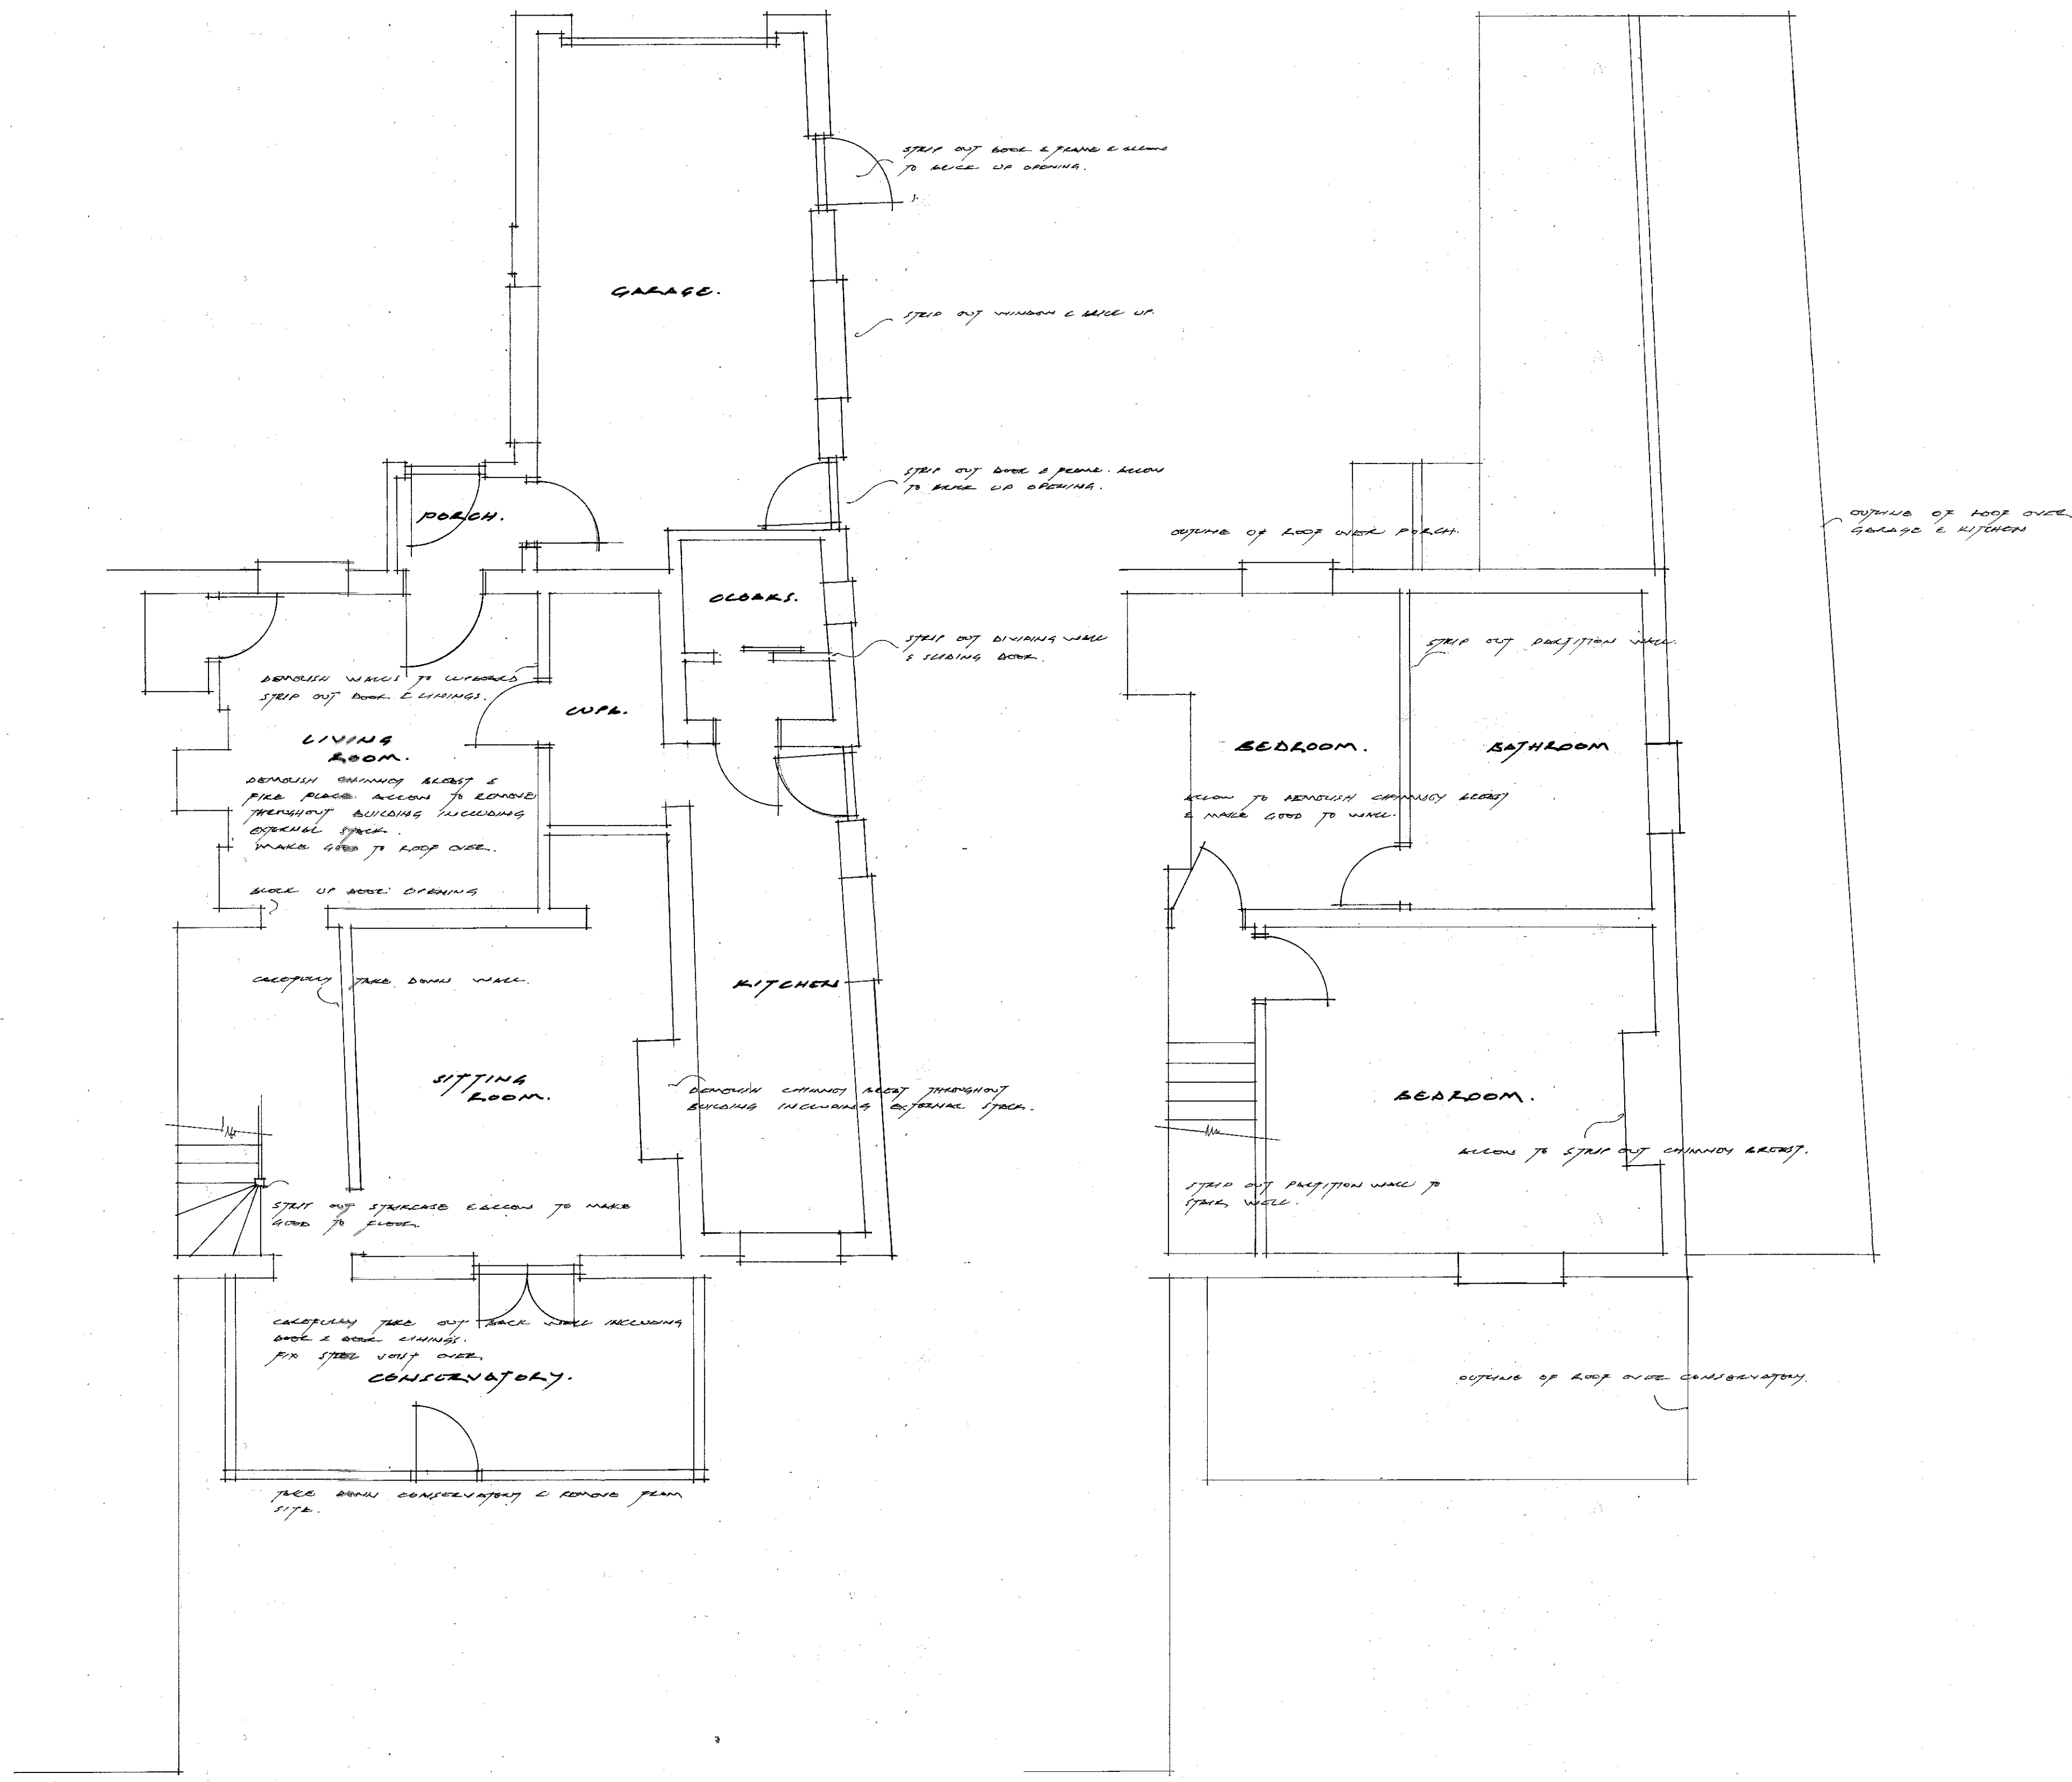 STRIP OUT DOOR & FRAME & ALLOW
TO BRICK UP OPENING.
GARAGE.
STRIP OUT WINDOW & BRICK UP.
STRIP OUT DOOR & FRAME. ALLOW
TO BRICK UP OPENING.
PORCH.
CLOAKS.
STRIP OUT DIVIDING WALL
& SLIDING DOOR.
DEMOLISH WALLS TO CUPBOARD
STRIP OUT DOOR & LININGS.
CUPB.
LIVING
ROOM.
DEMOLISH CHIMNEY BREAST &
FIRE PLACE. ALLOW TO REMOVE
THROUGHOUT BUILDING INCLUDING
EXTERNAL STACK.
MAKE GOOD TO ROOF OVER.
BLOCK UP DOOR OPENING
CAREFULLY TAKE DOWN WALL.
KITCHEN
SITTING
ROOM.
DEMOLISH CHIMNEY BREAST THROUGHOUT
BUILDING INCLUDING EXTERNAL STACK.
STRIP OUT STAIRCASE & ALLOW TO MAKE
GOOD TO FLOOR.
CAREFULLY TAKE OUT BACK WALL INCLUDING
DOOR & DOOR LININGS.
FIX STEEL JOIST OVER.
CONSERVATORY.
TAKE DOWN CONSERVATORY & REMOVE FROM
SITE.
OUTLINE OF ROOF OVER PORCH.
OUTLINE OF ROOF OVER
GARAGE & KITCHEN
STRIP OUT PARTITION WALL.
BEDROOM.
BATHROOM
ALLOW TO DEMOLISH CHIMNEY BREAST
& MAKE GOOD TO WALL.
BEDROOM.
ALLOW TO STRIP OUT CHIMNEY BREAST.
STRIP OUT PARTITION WALL TO
STAIR WELL.
OUTLINE OF ROOF OVER CONSERVATORY.